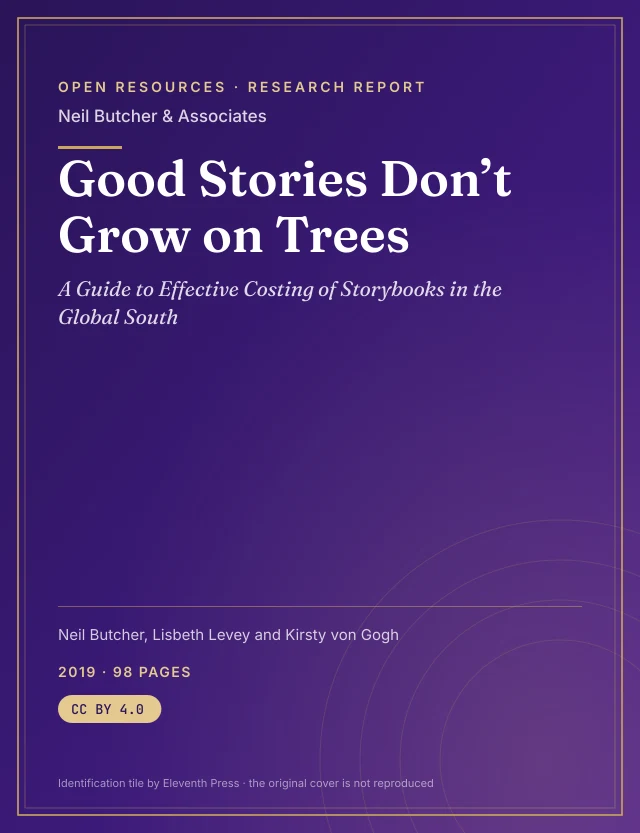 OPEN RESOURCES · RESEARCH REPORT
Neil Butcher & Associates
Good Stories Don’t
Grow on Trees
A Guide to Effective Costing of Storybooks in the
Global South
Neil Butcher, Lisbeth Levey and Kirsty von Gogh
2019 · 98 PAGES
CC BY 4.0
Identification tile by Eleventh Press · the original cover is not reproduced